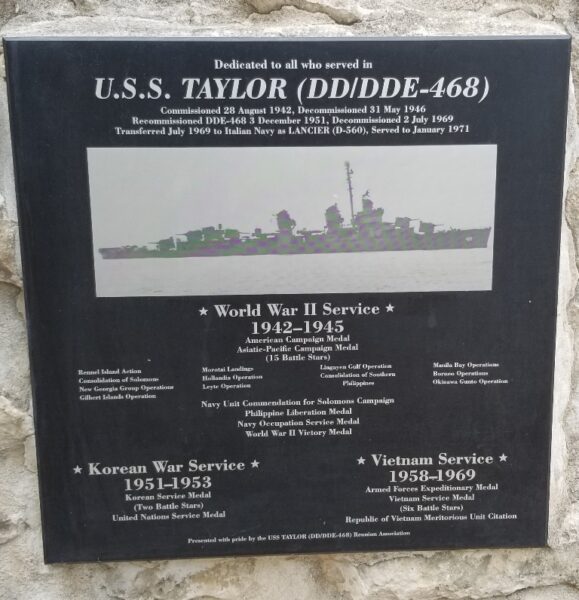 Dedicated to all who served in
U.S.S. TAYLOR (DD/DDE-468)
Commissioned 28 August 1942, Decommissioned 31 May 1946
Recommissioned DDE-468 3 December 1951, Decommissioned 2 July 1969
Transferred July 1969 to Italian Navy as LANCIER (D-560), Served to January 1971
★ World War II Service ★
1942–1945
American Campaign Medal
Asiatic-Pacific Campaign Medal
(15 Battle Stars)
Rennel Island Action
Consolidation of Solomons
New Georgia Group Operations
Gilbert Islands Operation
Morotai Landings
Hollandia Operation
Leyte Operation
Lingayen Gulf Operation
Consolidation of Southern
Philippines
Manila Bay Operations
Borneo Operations
Okinawa Gunto Operation
Navy Unit Commendation for Solomons Campaign
Philippine Liberation Medal
Navy Occupation Service Medal
World War II Victory Medal
★ Korean War Service ★
1951–1953
Korean Service Medal
(Two Battle Stars)
United Nations Service Medal
★ Vietnam Service ★
1958–1969
Armed Forces Expeditionary Medal
Vietnam Service Medal
(Six Battle Stars)
Republic of Vietnam Meritorious Unit Citation
Presented with pride by the USS TAYLOR (DD/DDE-468) Reunion Association